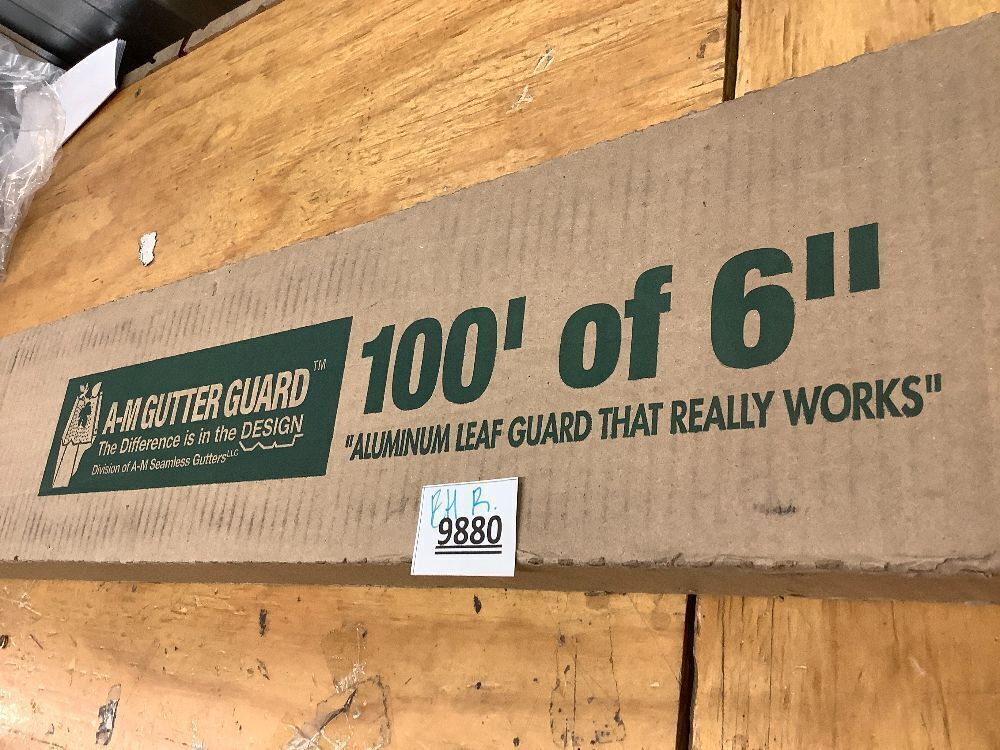 A-M GUTTER GUARD™
The Difference is in the DESIGN
Division of A-M Seamless Gutters LLC
100' of 6"
"ALUMINUM LEAF GUARD THAT REALLY WORKS"
9880